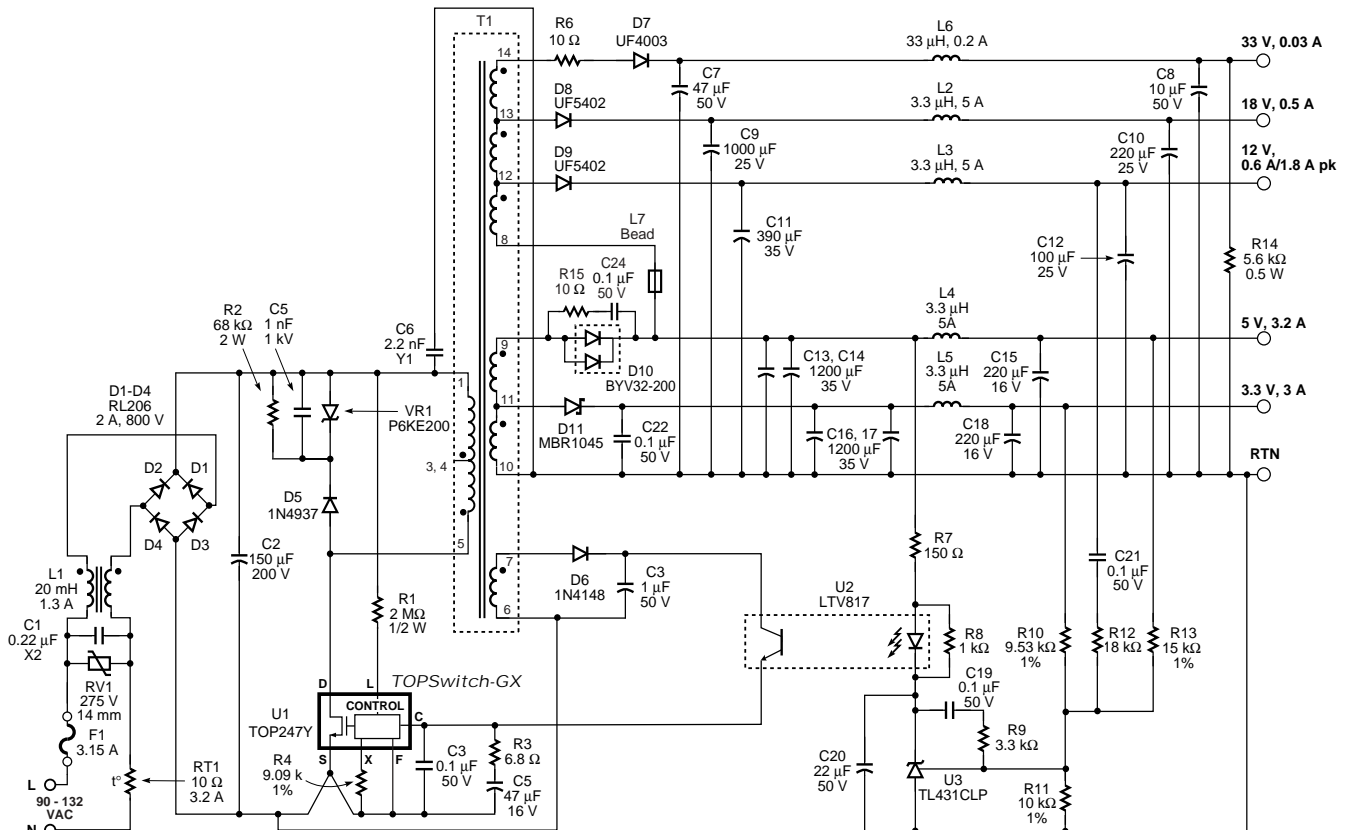 T1
R6
10 Ω
D7
UF4003
L6
33 µH, 0.2 A
33 V, 0.03 A
14
C7
47 µF
50 V
C8
10 µF
50 V
D8
UF5402
L2
3.3 µH, 5 A
18 V, 0.5 A
13
C9
1000 µF
25 V
C10
220 µF
25 V
D9
UF5402
L3
3.3 µH, 5 A
12 V,
0.6 A/1.8 A pk
12
C11
390 µF
35 V
L7
Bead
8
C12
100 µF
25 V
R14
5.6 kΩ
0.5 W
R15
10 Ω
C24
0.1 µF
50 V
L4
3.3 µH
5A
5 V, 3.2 A
9
D10
BYV32-200
C13, C14
1200 µF
35 V
L5
3.3 µH
5A
C15
220 µF
16 V
R2
68 kΩ
2 W
C5
1 nF
1 kV
C6
2.2 nF
Y1
1
11
3.3 V, 3 A
D1-D4
RL206
2 A, 800 V
VR1
P6KE200
D11
MBR1045
C22
0.1 µF
50 V
C16, 17
1200 µF
35 V
C18
220 µF
16 V
3, 4
10
RTN
D2
D1
D4
D3
D5
1N4937
5
C2
150 µF
200 V
7
D6
1N4148
C3
1 µF
50 V
6
R7
150 Ω
C21
0.1 µF
50 V
L1
20 mH
1.3 A
R1
2 MΩ
1/2 W
U2
LTV817
C1
0.22 µF
X2
R8
1 kΩ
R10
9.53 kΩ
1%
R12
18 kΩ
R13
15 kΩ
1%
RV1
275 V
14 mm
D
L
TOPSwitch-GX
CONTROL
C
U1
TOP247Y
S
X
F
C19
0.1 µF
50 V
F1
3.15 A
R4
9.09 k
1%
C3
0.1 µF
50 V
R3
6.8 Ω
C5
47 µF
16 V
R9
3.3 kΩ
C20
22 µF
50 V
U3
TL431CLP
R11
10 kΩ
1%
L
t°
RT1
10 Ω
3.2 A
90 - 132
VAC
N